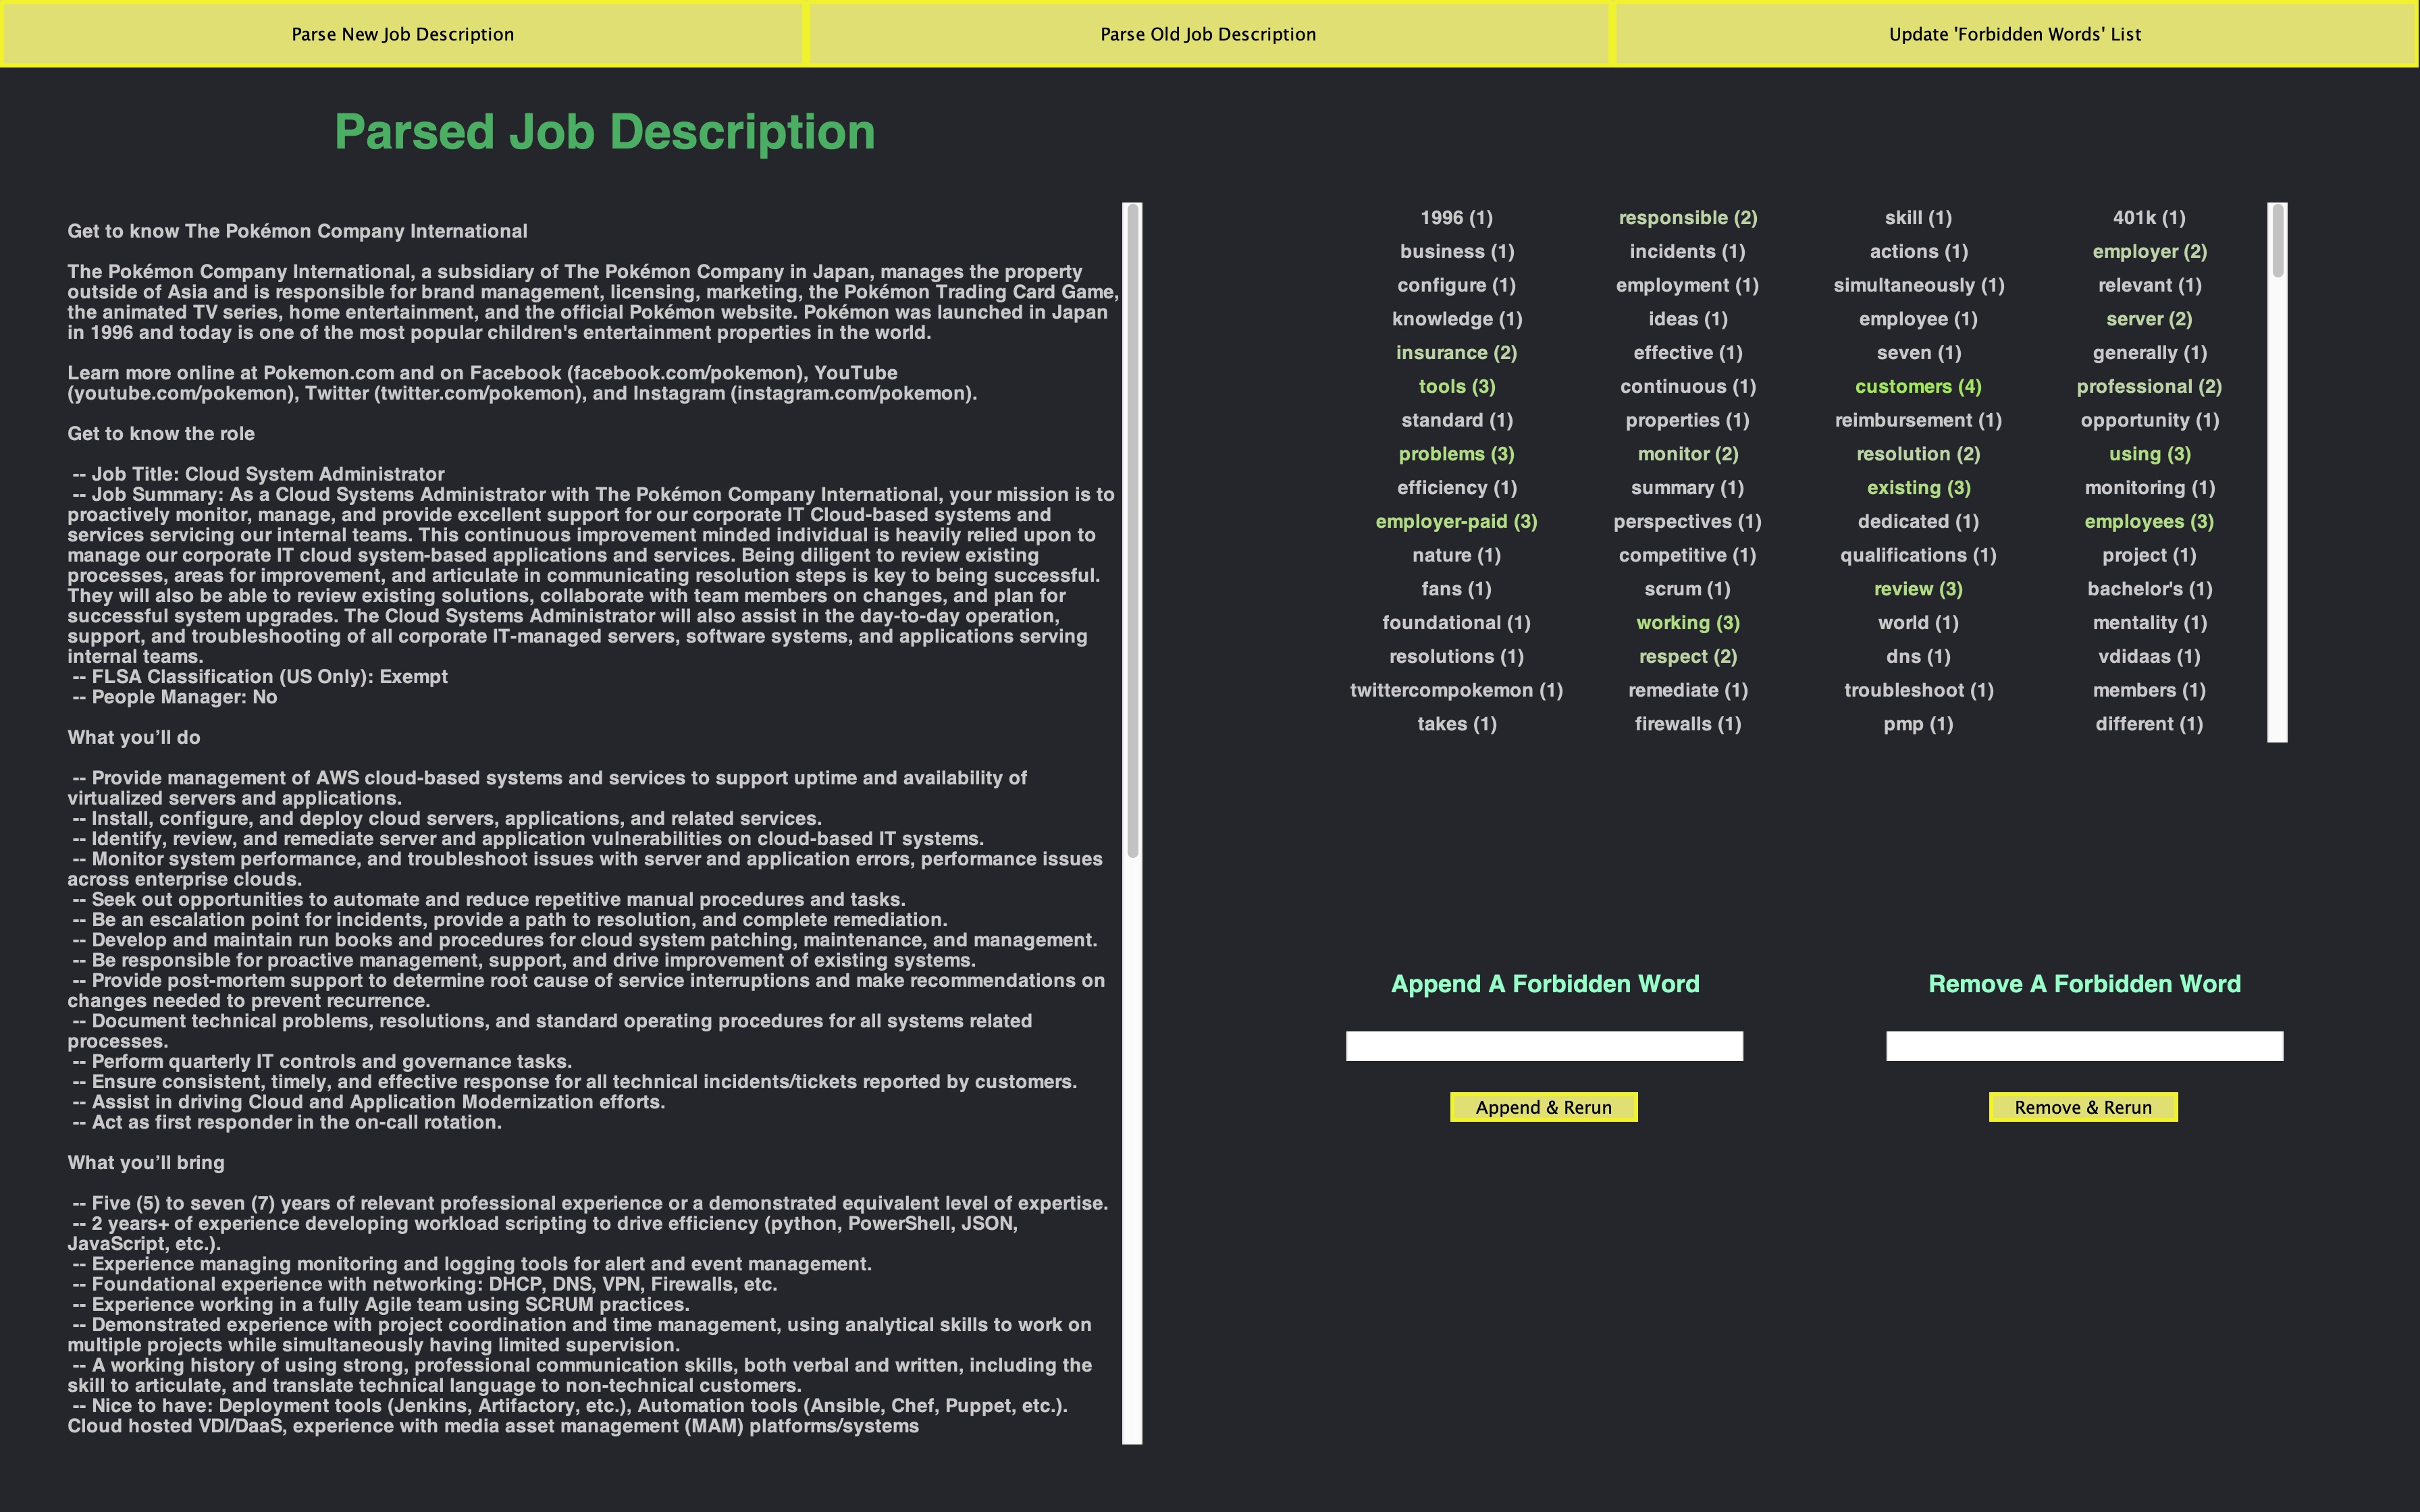 Parse New Job Description Parse Old Job Description Update 'Forbidden Words' List
Parsed Job Description
Get to know The Pokémon Company International
The Pokémon Company International, a subsidiary of The Pokémon Company in Japan, manages the property
outside of Asia and is responsible for brand management, licensing, marketing, the Pokémon Trading Card Game,
the animated TV series, home entertainment, and the official Pokémon website. Pokémon was launched in Japan
in 1996 and today is one of the most popular children's entertainment properties in the world.
Learn more online at Pokemon.com and on Facebook (facebook.com/pokemon), YouTube
(youtube.com/pokemon), Twitter (twitter.com/pokemon), and Instagram (instagram.com/pokemon).
Get to know the role
-- Job Title: Cloud System Administrator
-- Job Summary: As a Cloud Systems Administrator with The Pokémon Company International, your mission is to
proactively monitor, manage, and provide excellent support for our corporate IT Cloud-based systems and
services servicing our internal teams. This continuous improvement minded individual is heavily relied upon to
manage our corporate IT cloud system-based applications and services. Being diligent to review existing
processes, areas for improvement, and articulate in communicating resolution steps is key to being successful.
They will also be able to review existing solutions, collaborate with team members on changes, and plan for
successful system upgrades. The Cloud Systems Administrator will also assist in the day-to-day operation,
support, and troubleshooting of all corporate IT-managed servers, software systems, and applications serving
internal teams.
-- FLSA Classification (US Only): Exempt
-- People Manager: No
What you’ll do
-- Provide management of AWS cloud-based systems and services to support uptime and availability of
virtualized servers and applications.
-- Install, configure, and deploy cloud servers, applications, and related services.
-- Identify, review, and remediate server and application vulnerabilities on cloud-based IT systems.
-- Monitor system performance, and troubleshoot issues with server and application errors, performance issues
across enterprise clouds.
-- Seek out opportunities to automate and reduce repetitive manual procedures and tasks.
-- Be an escalation point for incidents, provide a path to resolution, and complete remediation.
-- Develop and maintain run books and procedures for cloud system patching, maintenance, and management.
-- Be responsible for proactive management, support, and drive improvement of existing systems.
-- Provide post-mortem support to determine root cause of service interruptions and make recommendations on
changes needed to prevent recurrence.
-- Document technical problems, resolutions, and standard operating procedures for all systems related
processes.
-- Perform quarterly IT controls and governance tasks.
-- Ensure consistent, timely, and effective response for all technical incidents/tickets reported by customers.
-- Assist in driving Cloud and Application Modernization efforts.
-- Act as first responder in the on-call rotation.
What you’ll bring
-- Five (5) to seven (7) years of relevant professional experience or a demonstrated equivalent level of expertise.
-- 2 years+ of experience developing workload scripting to drive efficiency (python, PowerShell, JSON,
JavaScript, etc.).
-- Experience managing monitoring and logging tools for alert and event management.
-- Foundational experience with networking: DHCP, DNS, VPN, Firewalls, etc.
-- Experience working in a fully Agile team using SCRUM practices.
-- Demonstrated experience with project coordination and time management, using analytical skills to work on
multiple projects while simultaneously having limited supervision.
-- A working history of using strong, professional communication skills, both verbal and written, including the
skill to articulate, and translate technical language to non-technical customers.
-- Nice to have: Deployment tools (Jenkins, Artifactory, etc.), Automation tools (Ansible, Chef, Puppet, etc.).
Cloud hosted VDI/DaaS, experience with media asset management (MAM) platforms/systems
1996 (1) responsible (2) skill (1) 401k (1)
business (1) incidents (1) actions (1) employer (2)
configure (1) employment (1) simultaneously (1) relevant (1)
knowledge (1) ideas (1) employee (1) server (2)
insurance (2) effective (1) seven (1) generally (1)
tools (3) continuous (1) customers (4) professional (2)
standard (1) properties (1) reimbursement (1) opportunity (1)
problems (3) monitor (2) resolution (2) using (3)
efficiency (1) summary (1) existing (3) monitoring (1)
employer-paid (3) perspectives (1) dedicated (1) employees (3)
nature (1) competitive (1) qualifications (1) project (1)
fans (1) scrum (1) review (3) bachelor's (1)
foundational (1) working (3) world (1) mentality (1)
resolutions (1) respect (2) dns (1) vdidaas (1)
twittercompokemon (1) remediate (1) troubleshoot (1) members (1)
takes (1) firewalls (1) pmp (1) different (1)
Append A Forbidden Word Remove A Forbidden Word
Append & Rerun Remove & Rerun